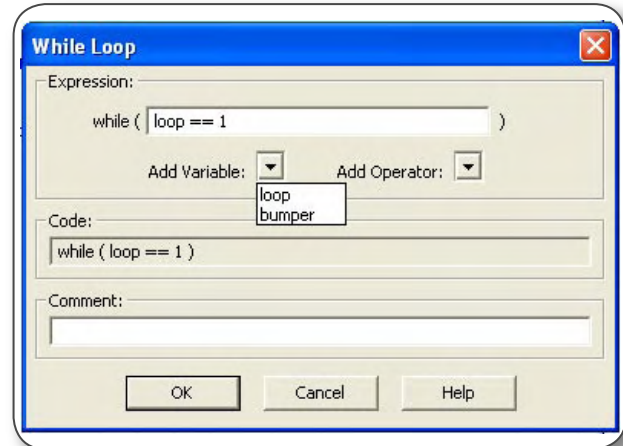 While Loop
Expression:
while ( loop == 1 )
Add Variable: Add Operator:
loop
bumper
Code:
while ( loop == 1 )
Comment:
OK Cancel Help